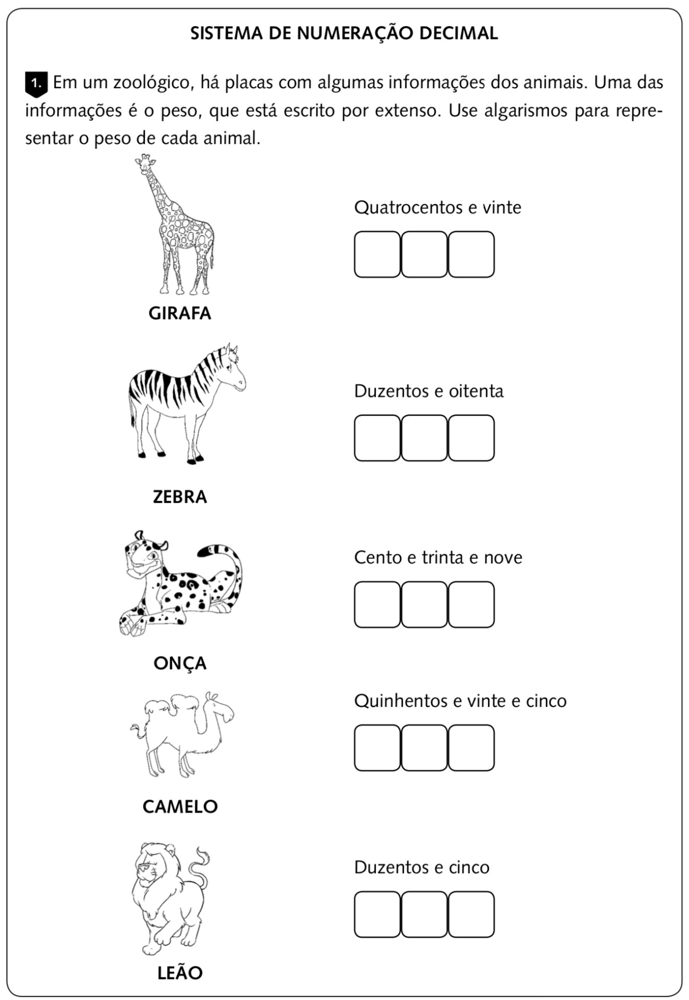 SISTEMA DE NUMERAÇÃO DECIMAL
1. Em um zoológico, há placas com algumas informações dos animais. Uma das
informações é o peso, que está escrito por extenso. Use algarismos para repre-
sentar o peso de cada animal.
Quatrocentos e vinte
GIRAFA
Duzentos e oitenta
ZEBRA
Cento e trinta e nove
ONÇA
Quinhentos e vinte e cinco
CAMELO
Duzentos e cinco
LEÃO